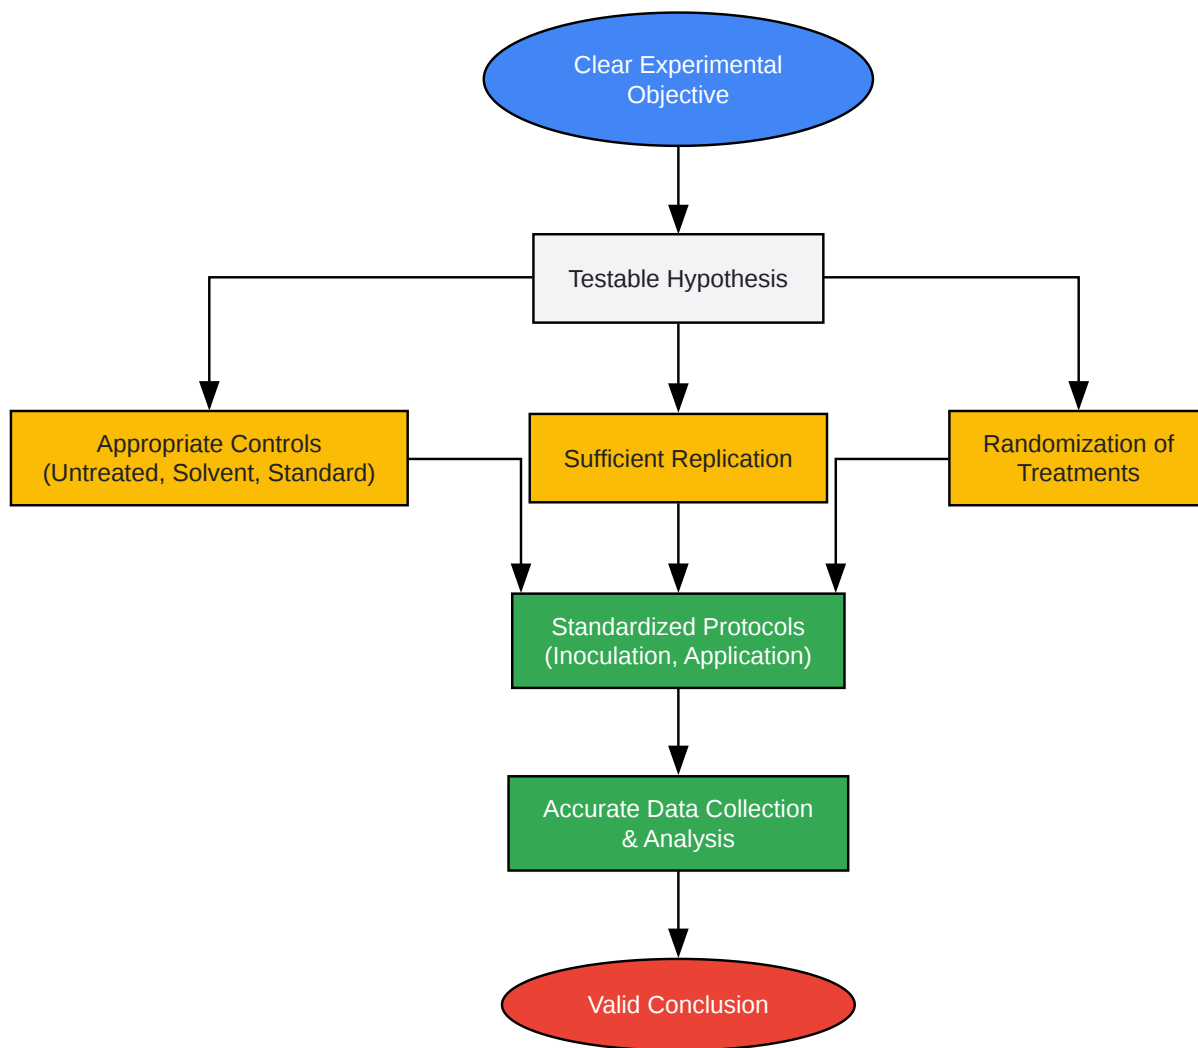 Clear Experimental
Objective
Testable Hypothesis
Appropriate Controls
(Untreated, Solvent, Standard)
Sufficient Replication
Randomization of
Treatments
Standardized Protocols
(Inoculation, Application)
Accurate Data Collection
& Analysis
Valid Conclusion